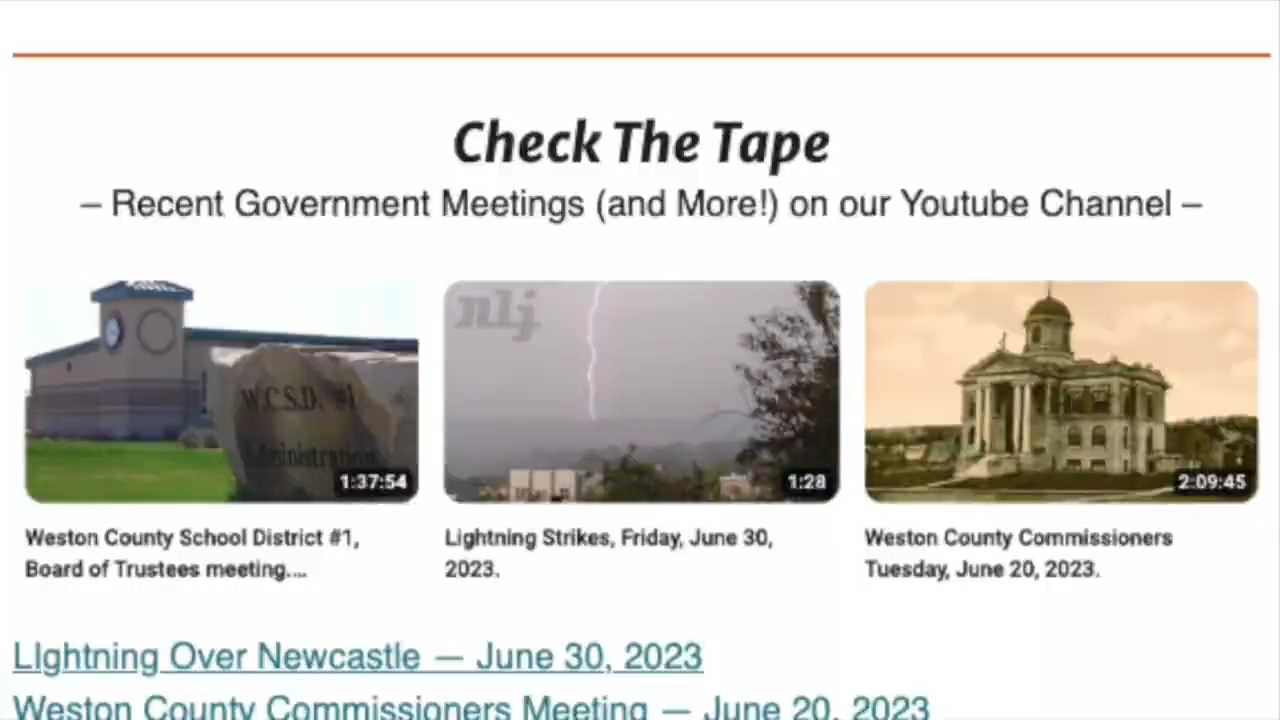 Check The Tape
– Recent Government Meetings (and More!) on our Youtube Channel –
nlj
W.C.S.D. #1
Administration
1:37:54
1:28
2:09:45
Weston County School District #1,
Board of Trustees meeting....
Lightning Strikes, Friday, June 30,
2023.
Weston County Commissioners
Tuesday, June 20, 2023.
LIghtning Over Newcastle — June 30, 2023
Weston County Commissioners Meeting — June 20, 2023